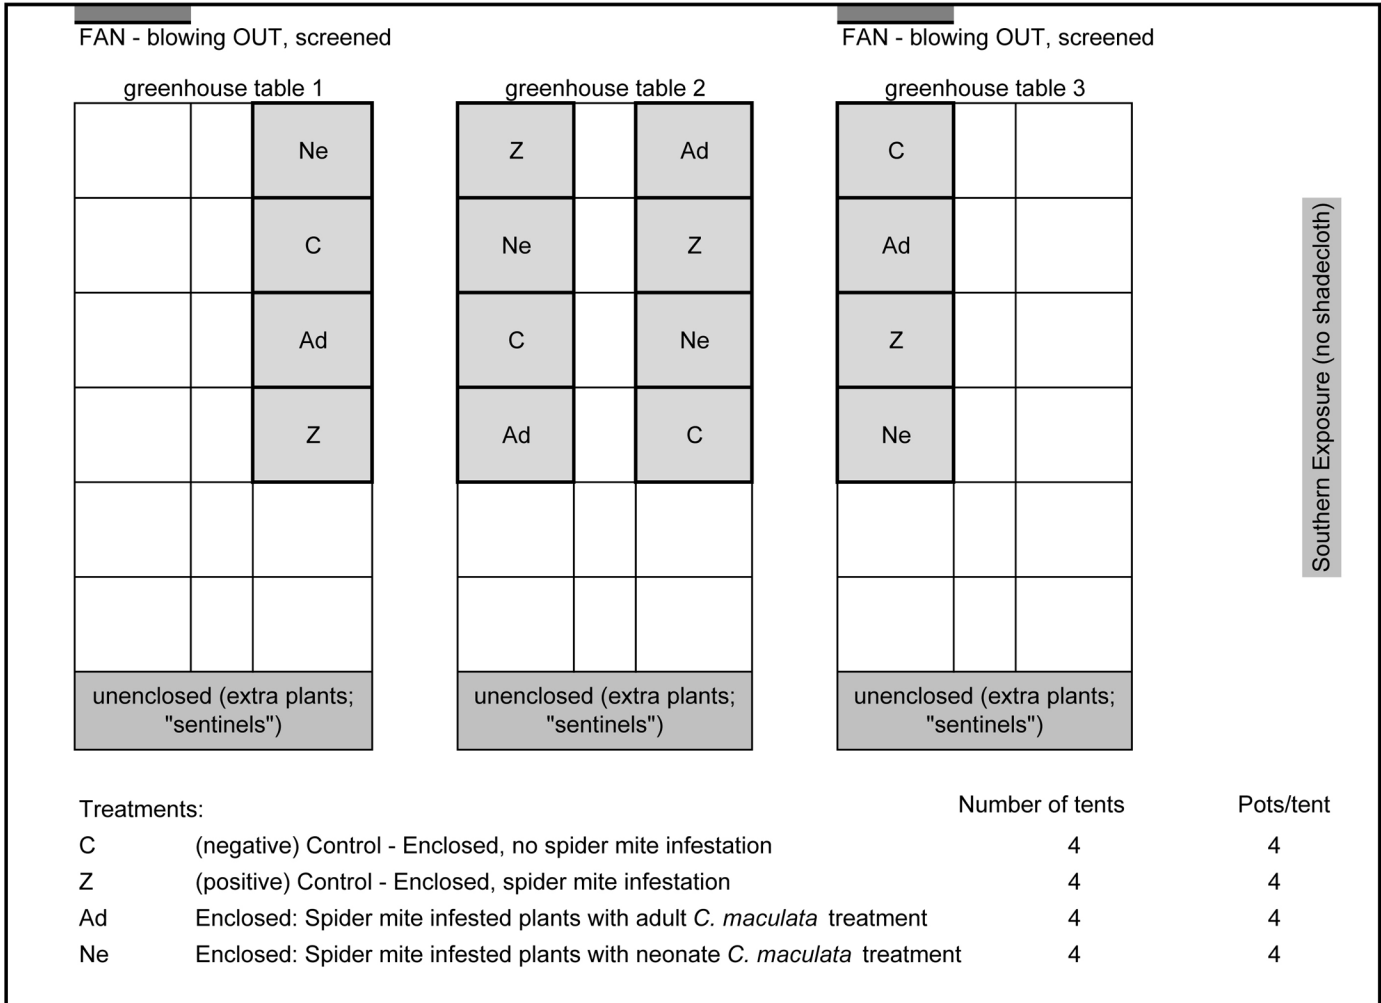 FAN - blowing OUT, screened FAN - blowing OUT, screened
greenhouse table 1 greenhouse table 2 greenhouse table 3
Ne Z Ad C
C Ne Z Ad
Ad C Ne Z
Z Ad C Ne
Southern Exposure (no shadecloth)
unenclosed (extra plants; unenclosed (extra plants; unenclosed (extra plants;
"sentinels") "sentinels") "sentinels")
Treatments: Number of tents Pots/tent
C (negative) Control - Enclosed, no spider mite infestation 4 4
Z (positive) Control - Enclosed, spider mite infestation 4 4
Ad Enclosed: Spider mite infested plants with adult C. maculata treatment 4 4
Ne Enclosed: Spider mite infested plants with neonate C. maculata treatment 4 4